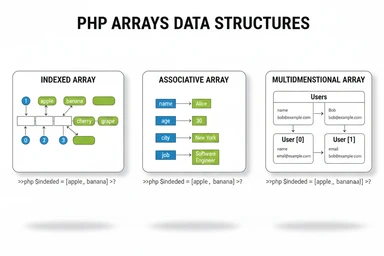 PHP ARRAYS DATA STRUCTURES
INDEXED ARRAY
1
apple
banana
cherry
grape
0
2
3
>>php $indeded = [apple,, banana] >?
ASSOCIATIVE ARRAY
name
Alice
age
30
city
New York
job
Software
Engineer
>>php $indeded = [apple,, banana] >?
MULTIDMENSTIONAL ARRAY
Users
name
bob@example.com
Bob
bob@example.com
User [0]
name
email@example.com
User [1]
email
bob@example.com
>>php $indeded = [apple,, bananaa)] >?